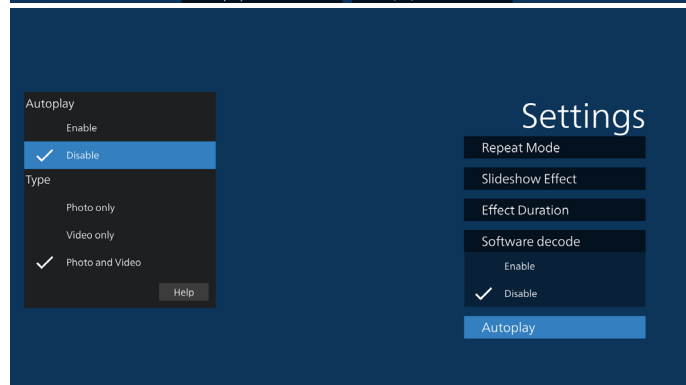 Autoplay
Enable
Disable
Type
Photo only
Video only
Photo and Video
Help
Settings
Repeat Mode
Slideshow Effect
Effect Duration
Software decode
Enable
Disable
Autoplay